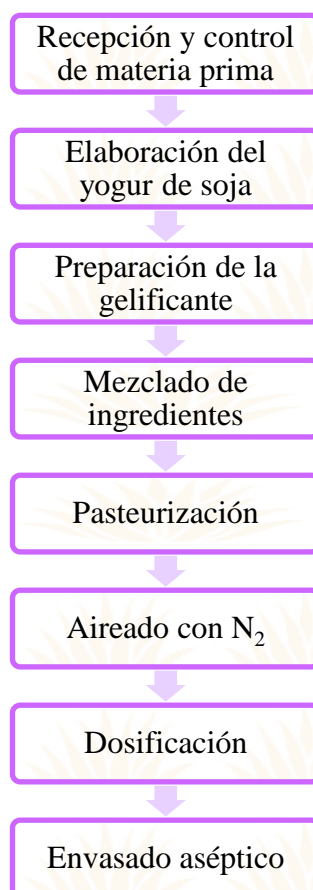 Recepción y control
de materia prima
Elaboración del
yogur de soja
Preparación de la
gelificante
Mezclado de
ingredientes
Pasteurización
Aireado con N₂
Dosificación
Envasado aséptico